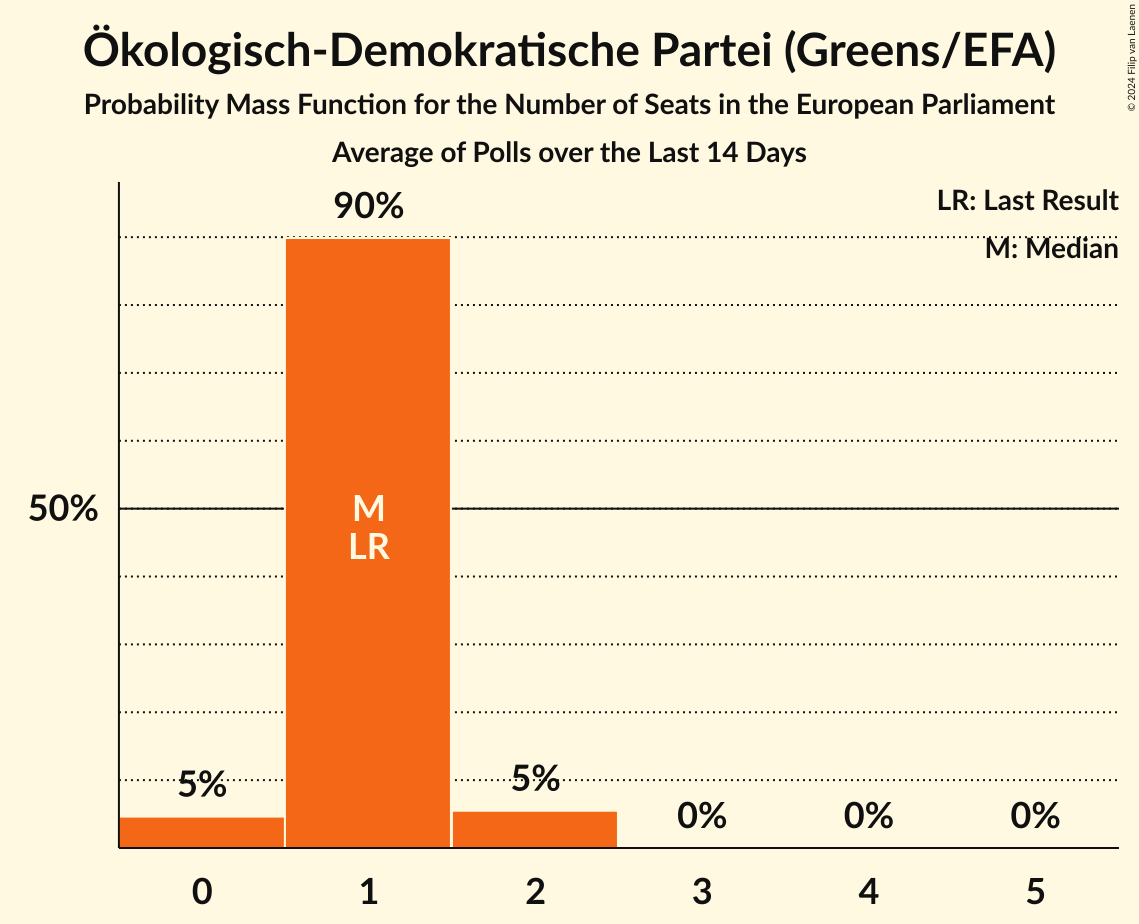 Ökologisch-Demokratische Partei (Greens/EFA)
Probability Mass Function for the Number of Seats in the European Parliament
Average of Polls over the Last 14 Days
© 2024 Filip van Laenen
LR: Last Result
M: Median
90%
50%
M
LR
5%
5%
0%
0%
0%
0
1
2
3
4
5